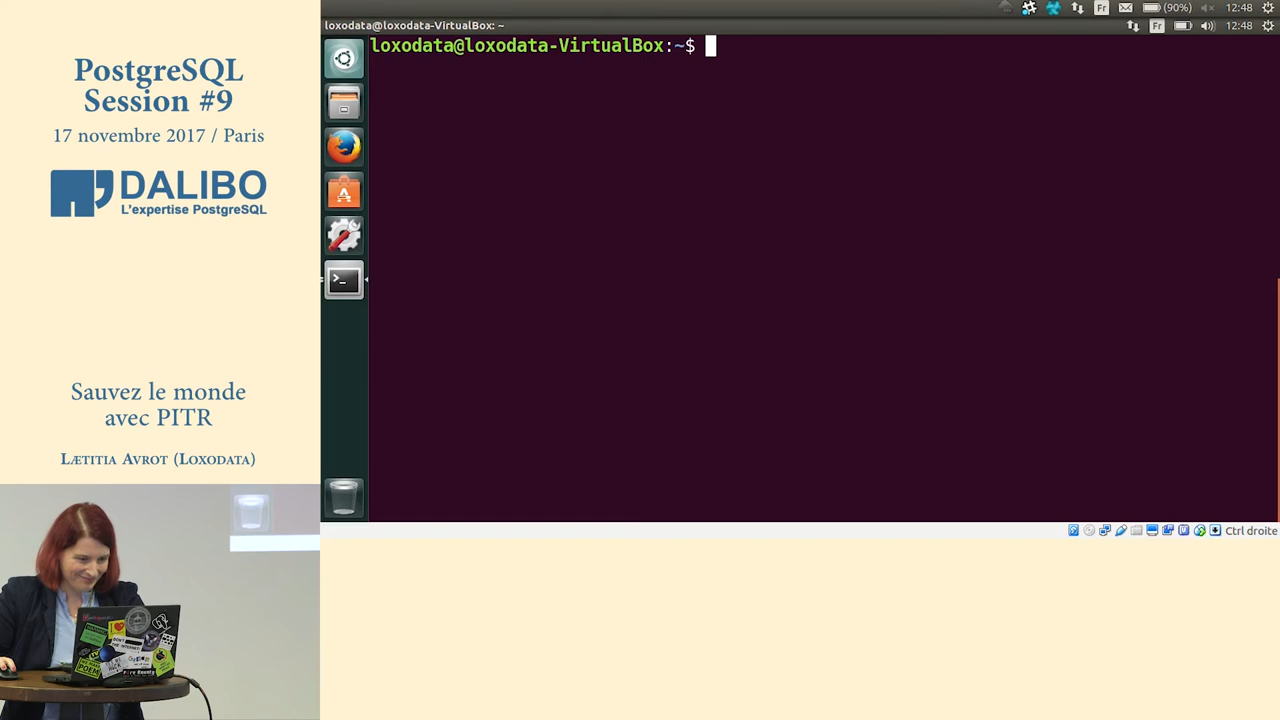 PostgreSQL
Session #9
17 novembre 2017 / Paris
DALIBO
L'expertise PostgreSQL
Sauvez le monde
avec PITR
Lætitia Avrot (Loxodata)
Fr
(90%)
12:48
loxodata@loxodata-VirtualBox: ~
Fr
12:48
loxodata@loxodata-VirtualBox:~$
Ctrl droite